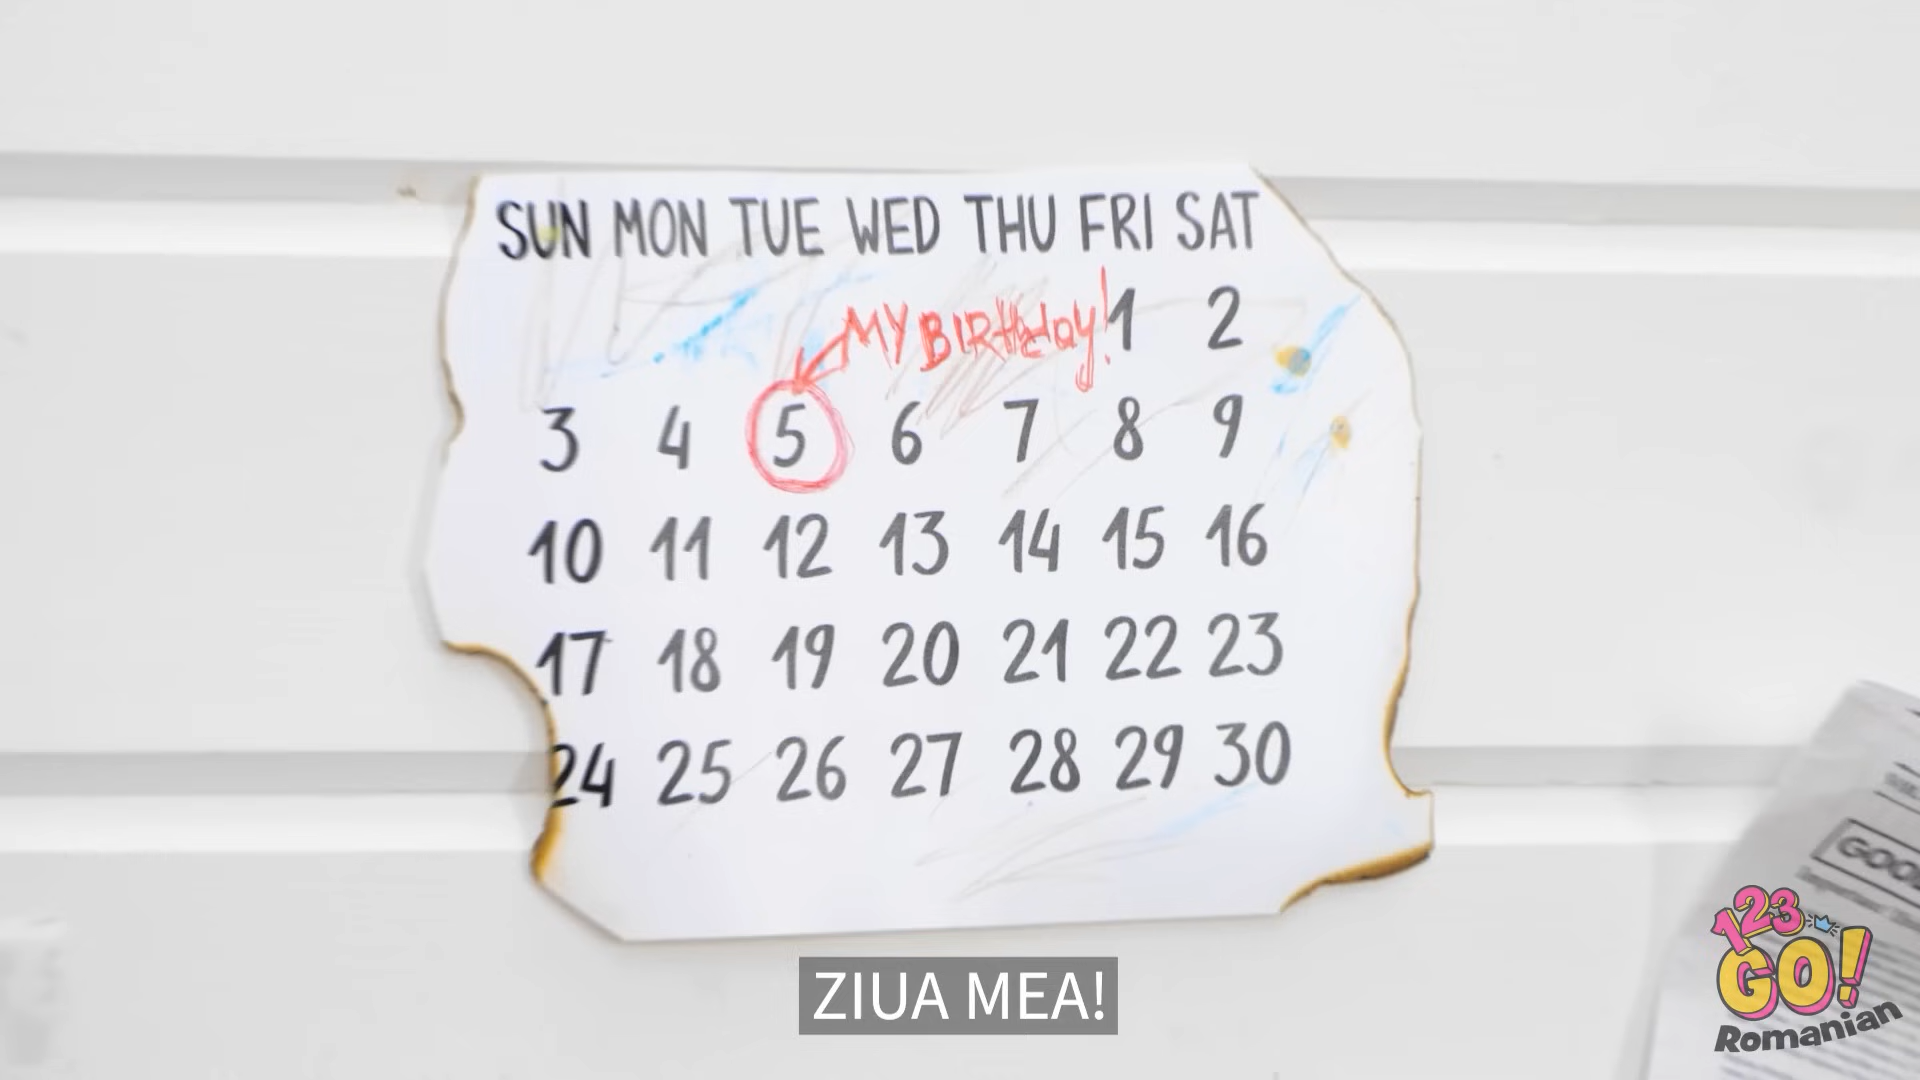 SUN MON TUE WED THU FRI SAT
MY BIRthday! 1 2
3 4 5 6 7 8 9
10 11 12 13 14 15 16
17 18 19 20 21 22 23
24 25 26 27 28 29 30
ZIUA MEA!
123
GO!
Romanian